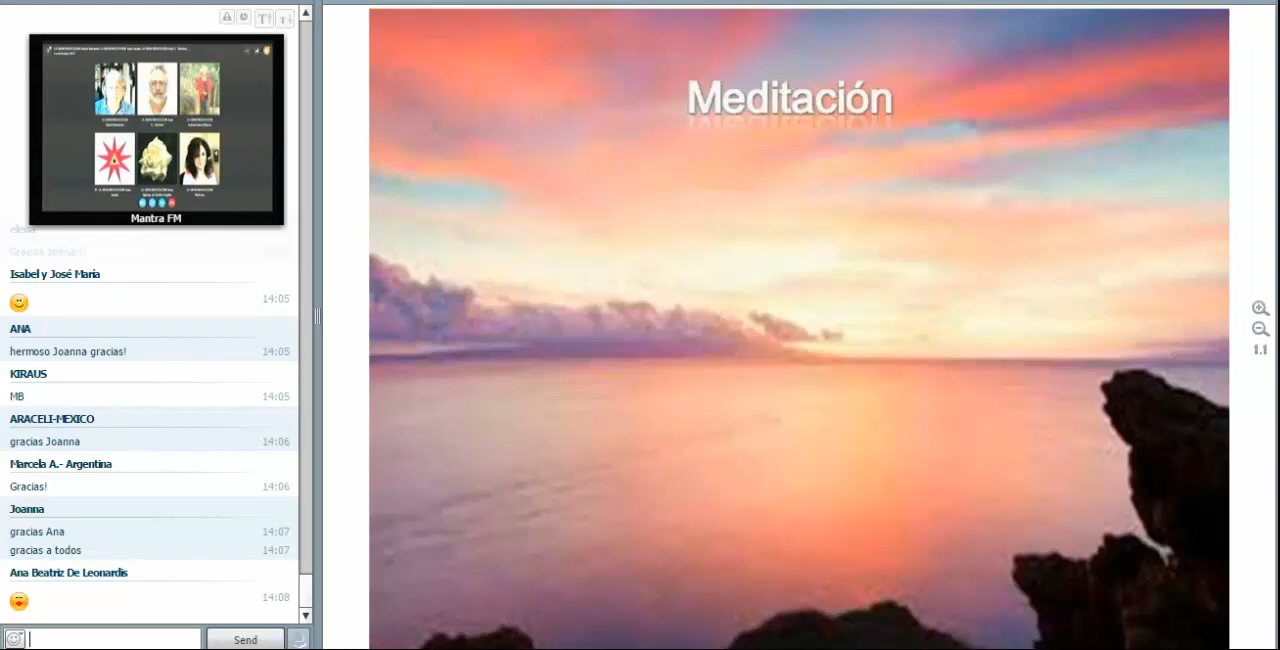 Mantra FM
Gracias Joanna!!!
Isabel y José María
14:05
ANA
hermoso Joanna gracias!
14:05
KIRAUS
MB
14:05
ARACELI-MEXICO
gracias Joanna
14:06
Marcela A.- Argentina
Gracias!
14:06
Joanna
gracias Ana
14:07
gracias a todos
14:07
Ana Beatriz De Leonardis
14:08
Send
Meditación
1.1